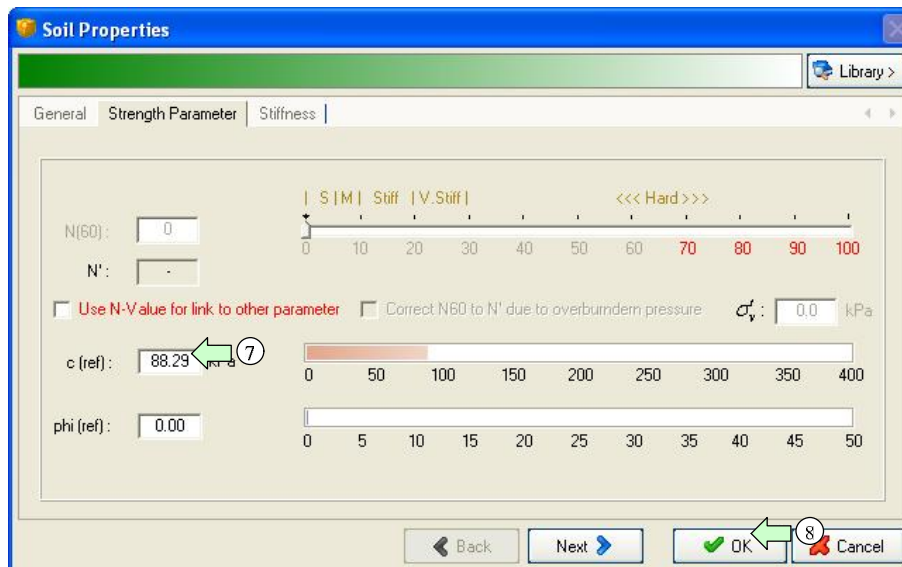 Soil Properties
Library >
General Strength Parameter Stiffness
| S | M | Stiff | V.Stiff | <<< Hard >>>
N(60) : 0
0 10 20 30 40 50 60 70 80 90 100
N' : -
Use N-Value for link to other parameter Correct N60 to N' due to overburndern pressure σ'v : 0.0 kPa
c (ref) : 88.29 kPa 7
0 50 100 150 200 250 300 350 400
phi (ref) : 0.00
0 5 10 15 20 25 30 35 40 45 50
Back Next OK 8 Cancel